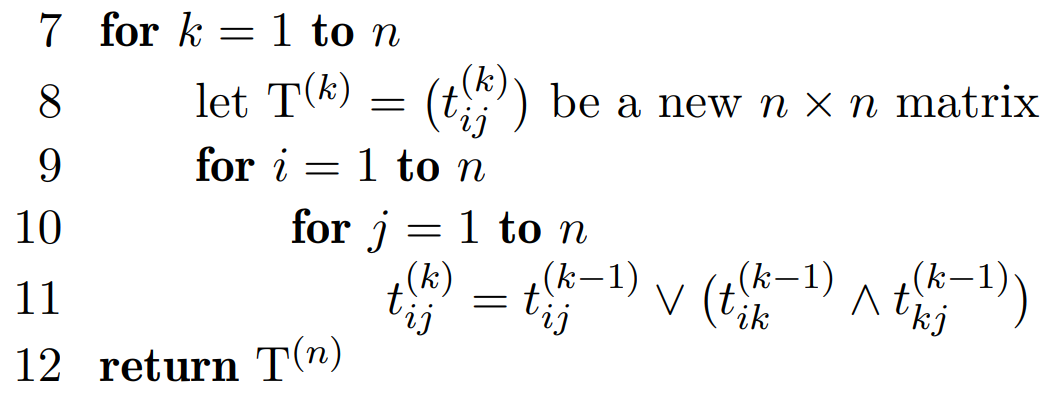 7 for k = 1 to n
8 let T^(k) = (t_ij^(k)) be a new n × n matrix
9 for i = 1 to n
10 for j = 1 to n
11 t_ij^(k) = t_ij^(k−1) ∨ (t_ik^(k−1) ∧ t_kj^(k−1))
12 return T^(n)